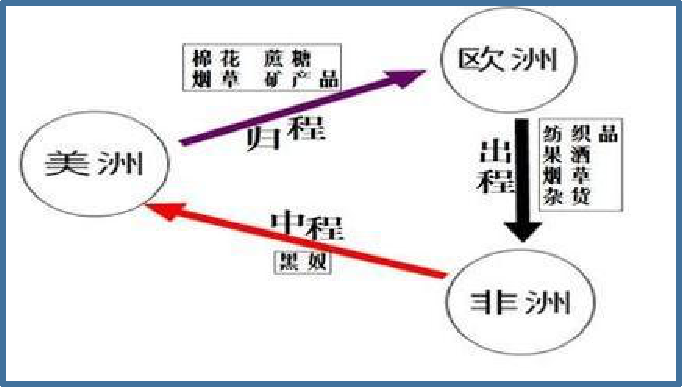 棉花 蔗糖
烟草 矿产品
归程
欧洲
美洲
出程
纺织品
果酒
烟草
杂货
中程
黑奴
非洲